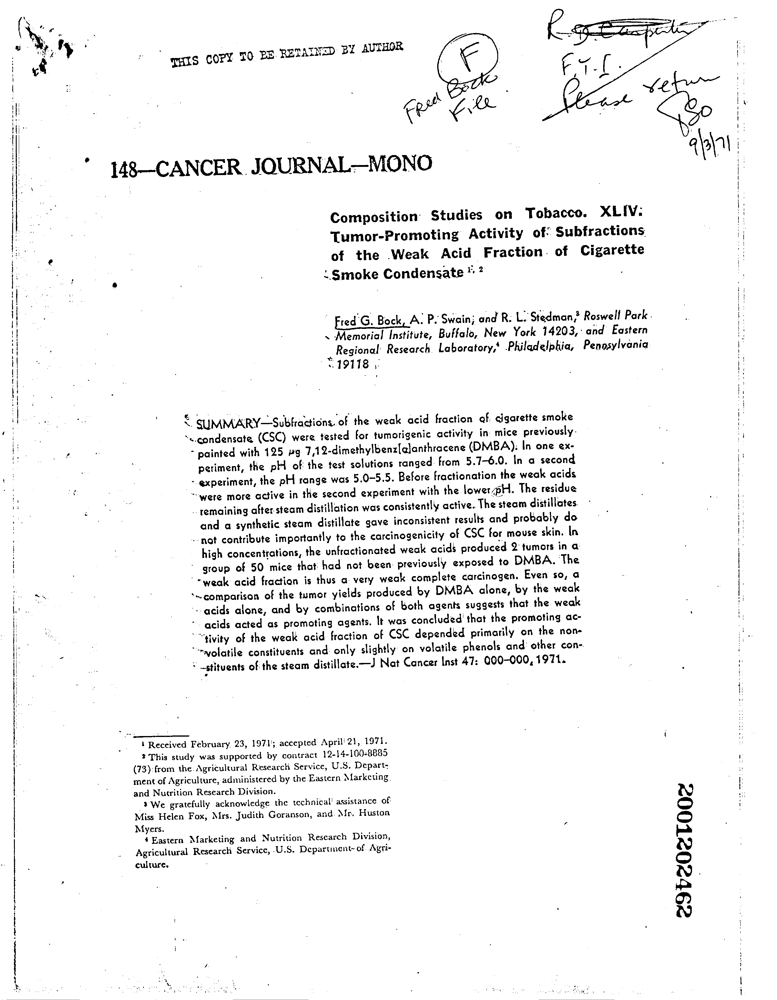 THIS COPY TO BE RETAINED BY AUTHOR
F
Fred Bock
File
F.Y.I.
Please return
9/3/71
148—CANCER JOURNAL—MONO
Composition Studies on Tobacco. XLIV.
Tumor-Promoting Activity of Subfractions
of the Weak Acid Fraction of Cigarette
Smoke Condensate 1, 2
Fred G. Bock, A. P. Swain, and R. L. Stedman,3 Roswell Park
Memorial Institute, Buffalo, New York 14203, and Eastern
Regional Research Laboratory,4 Philadelphia, Pennsylvania
19118
SUMMARY—Subfractions of the weak acid fraction of cigarette smoke
condensate (CSC) were tested for tumorigenic activity in mice previously
painted with 125 µg 7,12-dimethylbenz[a]anthracene (DMBA). In one ex-
periment, the pH of the test solutions ranged from 5.7–6.0. In a second
experiment, the pH range was 5.0–5.5. Before fractionation the weak acids
were more active in the second experiment with the lower pH. The residue
remaining after steam distillation was consistently active. The steam distillates
and a synthetic steam distillate gave inconsistent results and probably do
not contribute importantly to the carcinogenicity of CSC for mouse skin. In
high concentrations, the unfractionated weak acids produced 2 tumors in a
group of 50 mice that had not been previously exposed to DMBA. The
weak acid fraction is thus a very weak complete carcinogen. Even so, a
comparison of the tumor yields produced by DMBA alone, by the weak
acids alone, and by combinations of both agents suggests that the weak
acids acted as promoting agents. It was concluded that the promoting ac-
tivity of the weak acid fraction of CSC depended primarily on the non-
volatile constituents and only slightly on volatile phenols and other con-
stituents of the steam distillate.—J Nat Cancer Inst 47: 000–000, 1971.
1 Received February 23, 1971; accepted April 21, 1971.
2 This study was supported by contract 12-14-100-8885
(73) from the Agricultural Research Service, U.S. Depart-
ment of Agriculture, administered by the Eastern Marketing
and Nutrition Research Division.
3 We gratefully acknowledge the technical assistance of
Miss Helen Fox, Mrs. Judith Goranson, and Mr. Huston
Myers.
4 Eastern Marketing and Nutrition Research Division,
Agricultural Research Service, U.S. Department of Agri-
culture.
2001202462